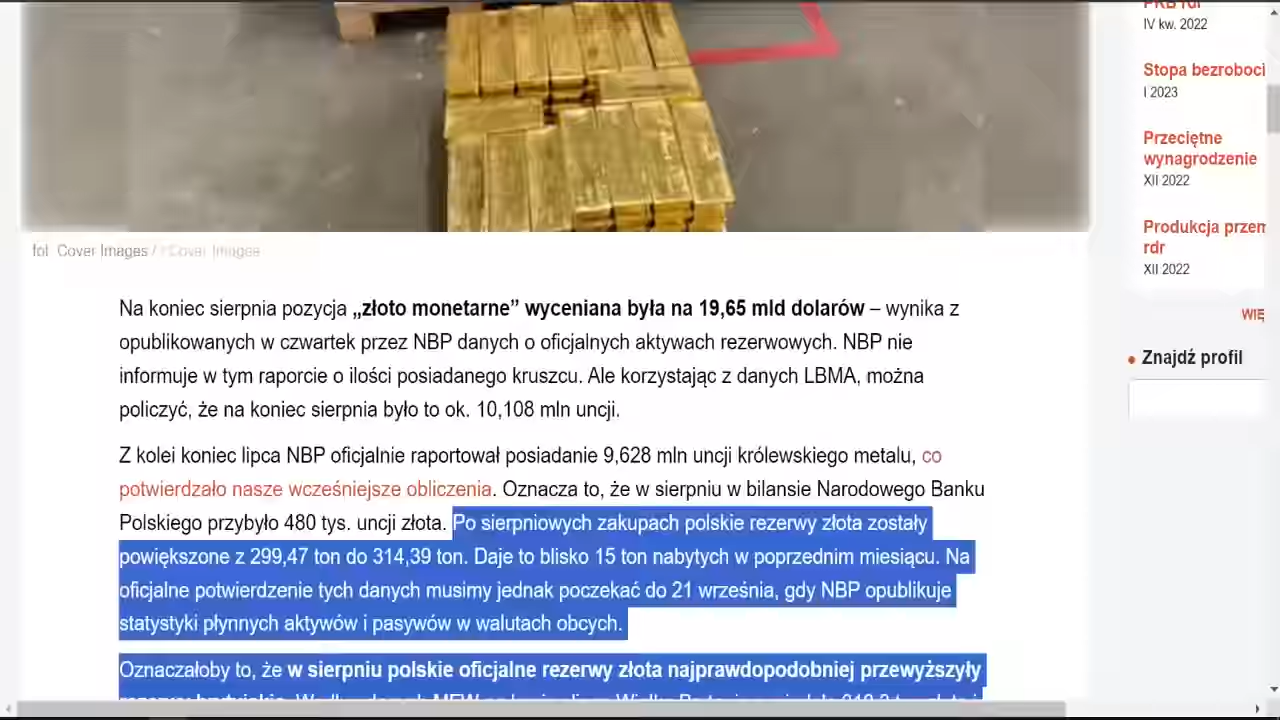 fot. Cover Images / / Cover Images
Na koniec sierpnia pozycja „złoto monetarne” wyceniana była na 19,65 mld dolarów – wynika z
opublikowanych w czwartek przez NBP danych o oficjalnych aktywach rezerwowych. NBP nie
informuje w tym raporcie o ilości posiadanego kruszcu. Ale korzystając z danych LBMA, można
policzyć, że na koniec sierpnia było to ok. 10,108 mln uncji.
Z kolei koniec lipca NBP oficjalnie raportował posiadanie 9,628 mln uncji królewskiego metalu, co
potwierdzało nasze wcześniejsze obliczenia. Oznacza to, że w sierpniu w bilansie Narodowego Banku
Polskiego przybyło 480 tys. uncji złota. Po sierpniowych zakupach polskie rezerwy złota zostały
powiększone z 299,47 ton do 314,39 ton. Daje to blisko 15 ton nabytych w poprzednim miesiącu. Na
oficjalne potwierdzenie tych danych musimy jednak poczekać do 21 września, gdy NBP opublikuje
statystyki płynnych aktywów i pasywów w walutach obcych.
Oznaczałoby to, że w sierpniu polskie oficjalne rezerwy złota najprawdopodobniej przewyższyły
PKB rdr
IV kw. 2022
Stopa bezroboci
I 2023
Przeciętne
wynagrodzenie
XII 2022
Produkcja przem
rdr
XII 2022
WIĘ
Znajdź profil